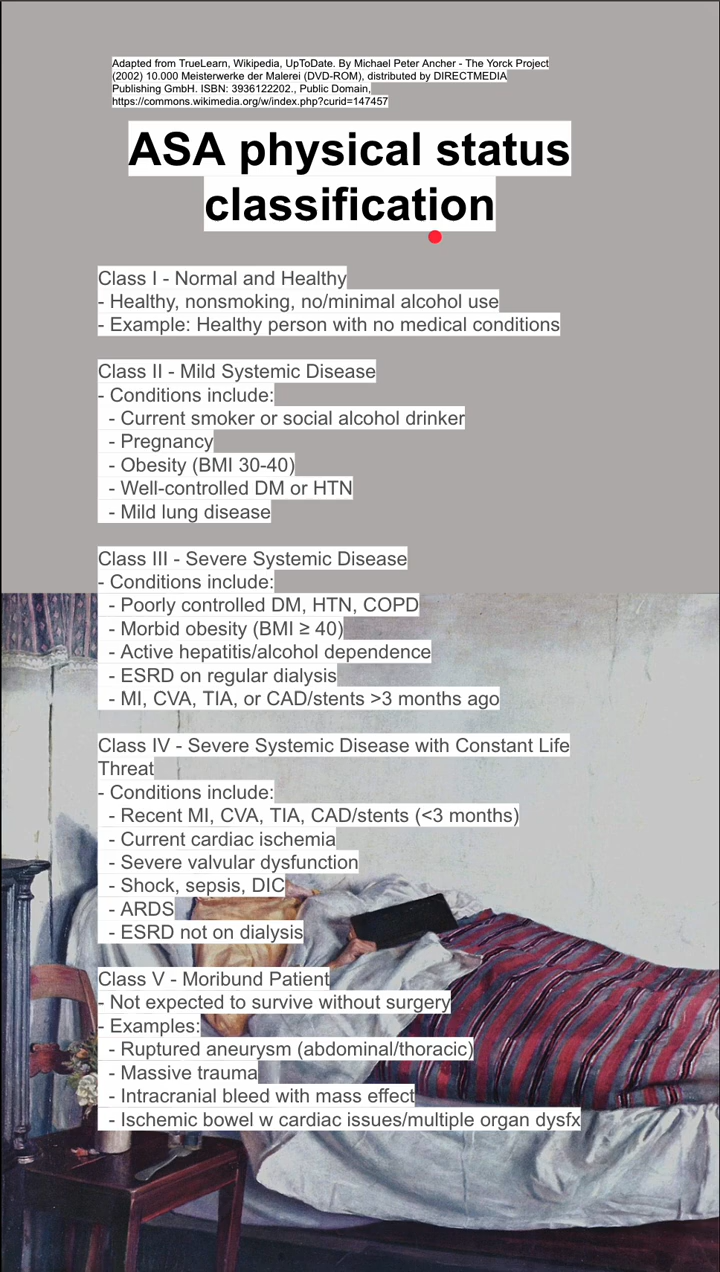 Adapted from TrueLearn, Wikipedia, UpToDate. By Michael Peter Ancher - The Yorck Project
(2002) 10.000 Meisterwerke der Malerei (DVD-ROM), distributed by DIRECTMEDIA
Publishing GmbH. ISBN: 3936122202., Public Domain,
https://commons.wikimedia.org/w/index.php?curid=147457
ASA physical status
classification
Class I - Normal and Healthy
- Healthy, nonsmoking, no/minimal alcohol use
- Example: Healthy person with no medical conditions
Class II - Mild Systemic Disease
- Conditions include:
- Current smoker or social alcohol drinker
- Pregnancy
- Obesity (BMI 30-40)
- Well-controlled DM or HTN
- Mild lung disease
Class III - Severe Systemic Disease
- Conditions include:
- Poorly controlled DM, HTN, COPD
- Morbid obesity (BMI ≥ 40)
- Active hepatitis/alcohol dependence
- ESRD on regular dialysis
- MI, CVA, TIA, or CAD/stents >3 months ago
Class IV - Severe Systemic Disease with Constant Life
Threat
- Conditions include:
- Recent MI, CVA, TIA, CAD/stents (<3 months)
- Current cardiac ischemia
- Severe valvular dysfunction
- Shock, sepsis, DIC
- ARDS
- ESRD not on dialysis
Class V - Moribund Patient
- Not expected to survive without surgery
- Examples:
- Ruptured aneurysm (abdominal/thoracic)
- Massive trauma
- Intracranial bleed with mass effect
- Ischemic bowel w cardiac issues/multiple organ dysfx